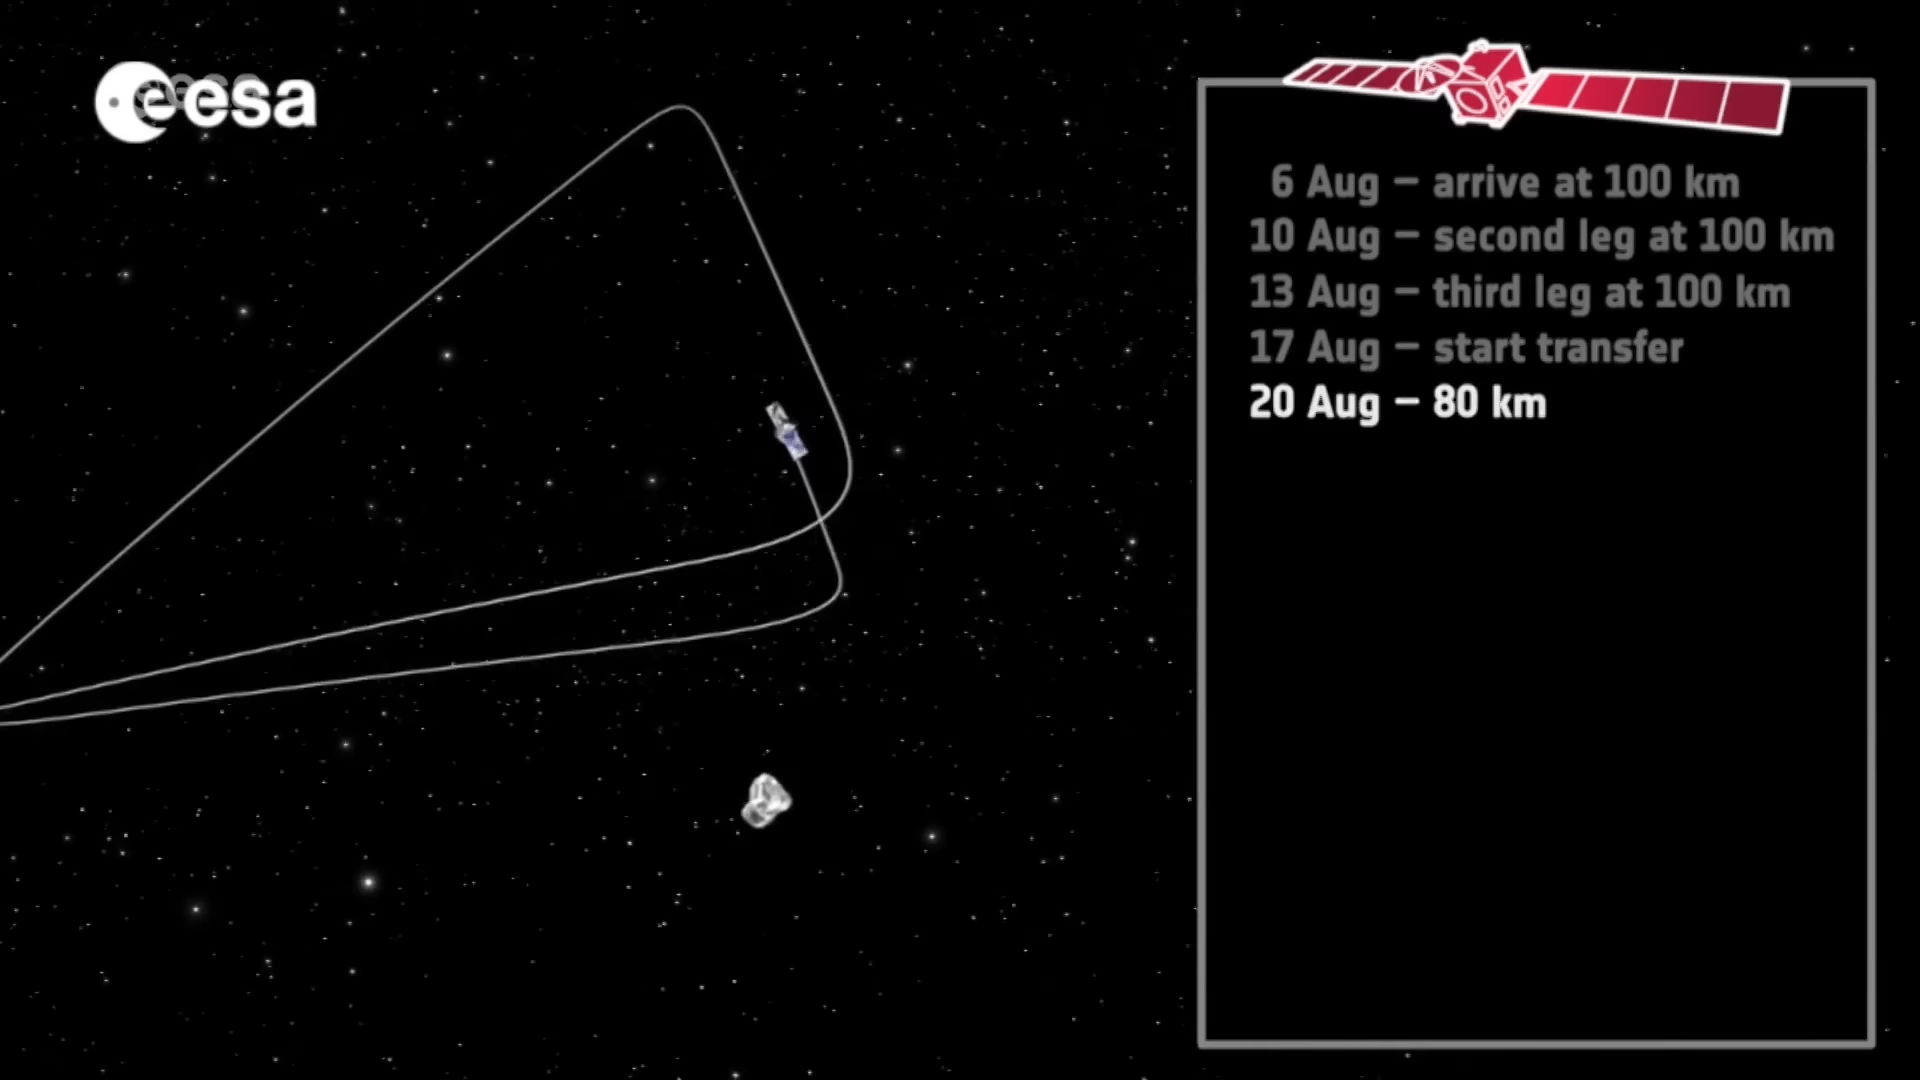 esa
6 Aug – arrive at 100 km
10 Aug – second leg at 100 km
13 Aug – third leg at 100 km
17 Aug – start transfer
20 Aug – 80 km